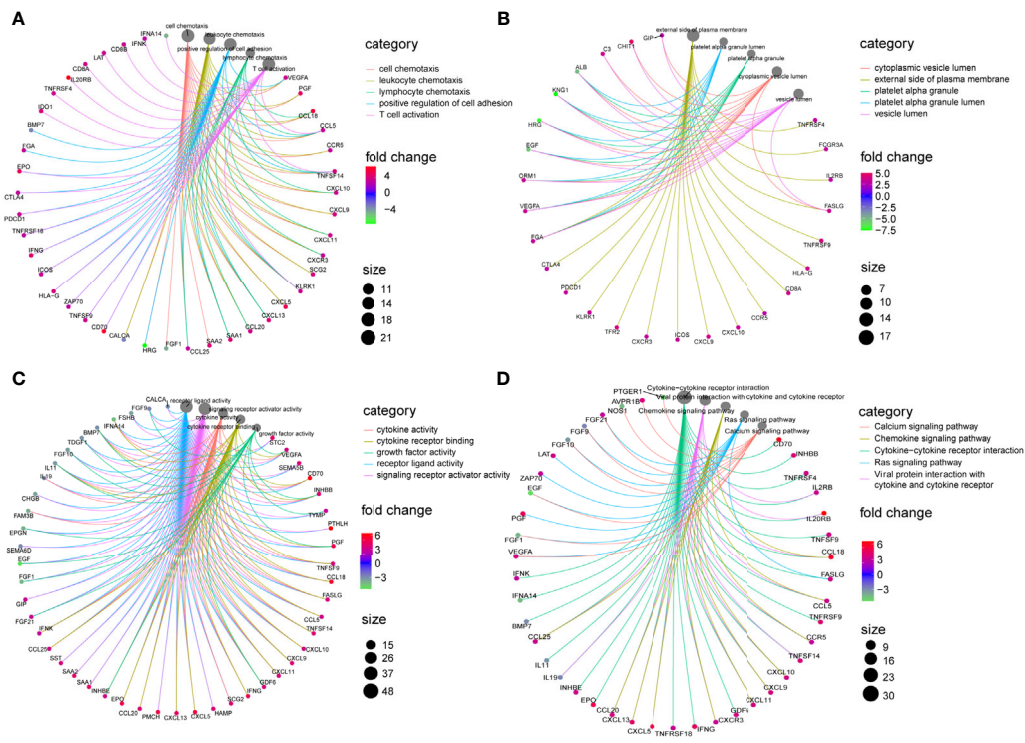 A
cell chemotaxis
leukocyte chemotaxis
positive regulation of cell adhesion
lymphocyte chemotaxis
T cell activation
IFNA14
IFNK
CD8B
LAT
CD8A
IL20RB
TNFRSF4
IDO1
BMP7
FGA
EPO
CTLA4
PDCD1
TNFRSF18
IFNG
ICOS
HLA-G
ZAP70
TNFSF9
CD70
CALCA
HRG
FGF1
CCL25
SAA2
SAA1
CCL20
CXCL13
CXCL5
KLRK1
SCG2
CXCR3
CXCL11
CXCL9
CXCL10
TNFSF14
CCR5
CCL5
CCL18
PGF
VEGFA
category
cell chemotaxis
leukocyte chemotaxis
lymphocyte chemotaxis
positive regulation of cell adhesion
T cell activation
fold change
4
0
−4
size
11
14
18
21
B
external side of plasma membrane
platelet alpha granule lumen
platelet alpha granule
cytoplasmic vesicle lumen
vesicle lumen
GIP
CHIT1
C3
ALB
KNG1
HRG
EGF
ORM1
VEGFA
CTLA4
PDCD1
KLRK1
TFR2
CXCR3
ICOS
CXCL9
CXCL10
CCR5
CD8A
HLA-G
TNFRSF9
FASLG
IL2RB
FCGR3A
TNFRSF4
category
cytoplasmic vesicle lumen
external side of plasma membrane
platelet alpha granule
platelet alpha granule lumen
vesicle lumen
fold change
5.0
2.5
0.0
−2.5
−5.0
−7.5
size
7
10
14
17
C
receptor ligand activity
signaling receptor activator activity
cytokine activity
cytokine receptor binding
growth factor activity
CALCA
FGF9
FSHB
IFNA14
BMP7
TDGF1
FGF10
IL11
IL19
CHGB
FAM3B
EPGN
SEMA6D
EGF
FGF1
GIP
FGF21
IFNK
CCL25
SST
SAA2
SAA1
INHBE
EPO
CCL20
PMCH
CXCL13
CXCL5
HAMP
SCG2
IFNG
GDF6
CXCL11
CXCL9
CXCL10
TNFSF14
CCL5
FASLG
CCL18
TNFSF9
PGF
PTHLH
TYMP
INHBB
CD70
VEGFA
STC2
category
cytokine activity
cytokine receptor binding
growth factor activity
receptor ligand activity
signaling receptor activator activity
fold change
6
3
0
−3
size
15
26
37
48
D
Cytokine−cytokine receptor interaction
Viral protein interaction with cytokine and cytokine receptor
Chemokine signaling pathway
Ras signaling pathway
Calcium signaling pathway
PTGER1
AVPR1B
NOS1
FGF21
FGF9
FGF10
LAT
ZAP70
EGF
PGF
FGF1
VEGFA
IFNK
IFNA14
BMP7
CCL25
IL11
IL19
INHBE
EPO
CCL20
CXCL13
CXCL5
TNFRSF18
IFNG
CXCR3
CXCL11
CXCL9
CXCL10
TNFSF14
CCR5
TNFRSF9
CCL5
FASLG
CCL18
TNFSF9
IL20RB
IL2RB
TNFRSF4
INHBB
CD70
category
Calcium signaling pathway
Chemokine signaling pathway
Cytokine−cytokine receptor interaction
Ras signaling pathway
Viral protein interaction with
cytokine and cytokine receptor
fold change
6
3
0
−3
size
9
16
23
30